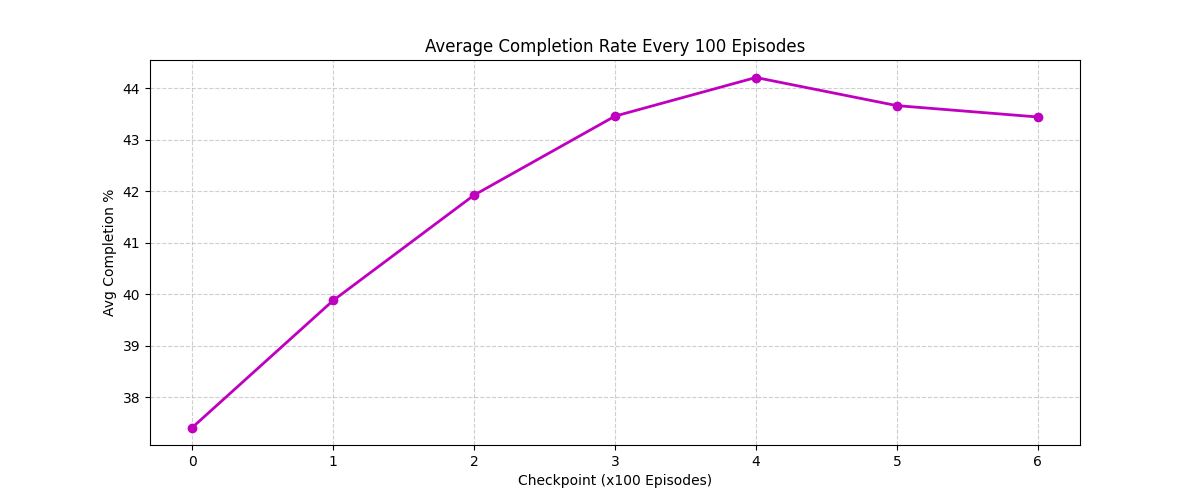 Average Completion Rate Every 100 Episodes
44
43
42
41
40
39
38
Avg Completion %
0 1 2 3 4 5 6
Checkpoint (x100 Episodes)